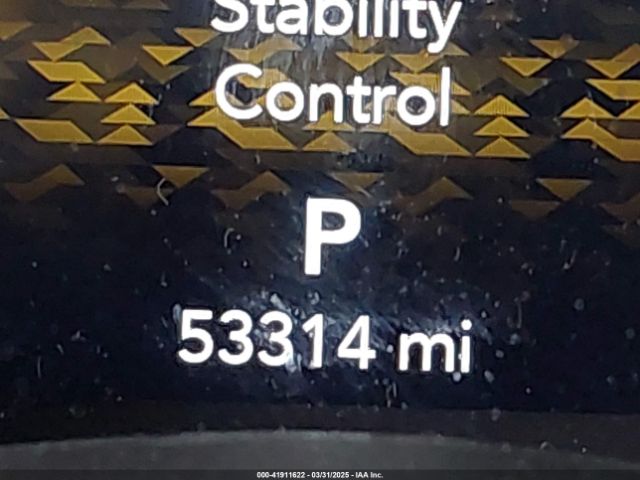 Stability
Control
P
53314 mi
000-41911622 - 03/31/2025 - IAA Inc.